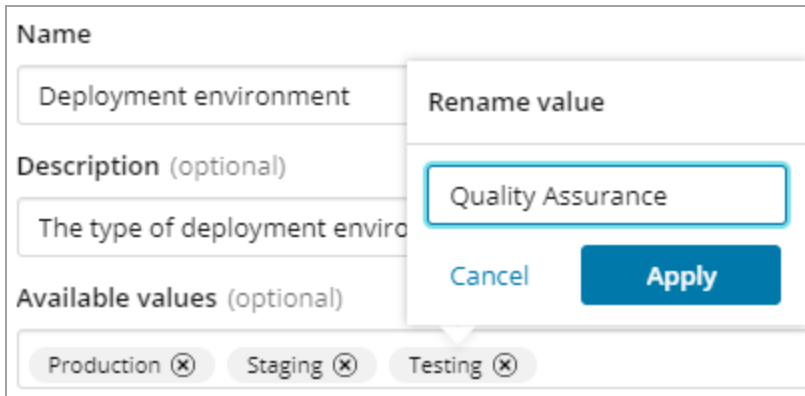 Name
Deployment environment
Description (optional)
The type of deployment enviro
Available values (optional)
Production Staging Testing
Rename value
Quality Assurance
Cancel Apply